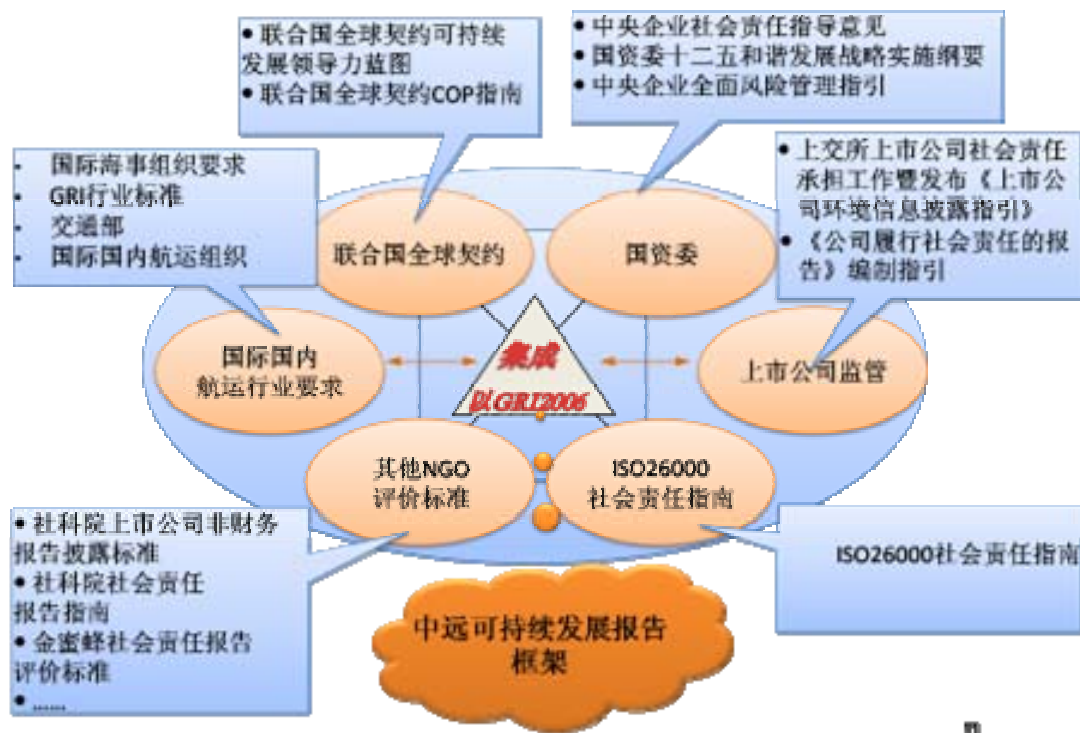 • 联合国全球契约可持续
发展领导力蓝图
• 联合国全球契约COP指南
• 中央企业社会责任指导意见
• 国资委十二五和谐发展战略实施纲要
• 中央企业全面风险管理指引
- 国际海事组织要求
- GRI行业标准
- 交通部
- 国际国内航运组织
• 上交所上市公司社会责任
承担工作暨发布《上市公
司环境信息披露指引》
• 《公司履行社会责任的报
告》编制指引
联合国全球契约
国资委
国际国内
航运行业要求
集成
以GRI2006
上市公司监管
其他NGO
评价标准
ISO26000
社会责任指南
• 社科院上市公司非财务
报告披露标准
• 社科院社会责任
报告指南
• 金蜜蜂社会责任报告
评价标准
• ......
ISO26000社会责任指南
中远可持续发展报告
框架